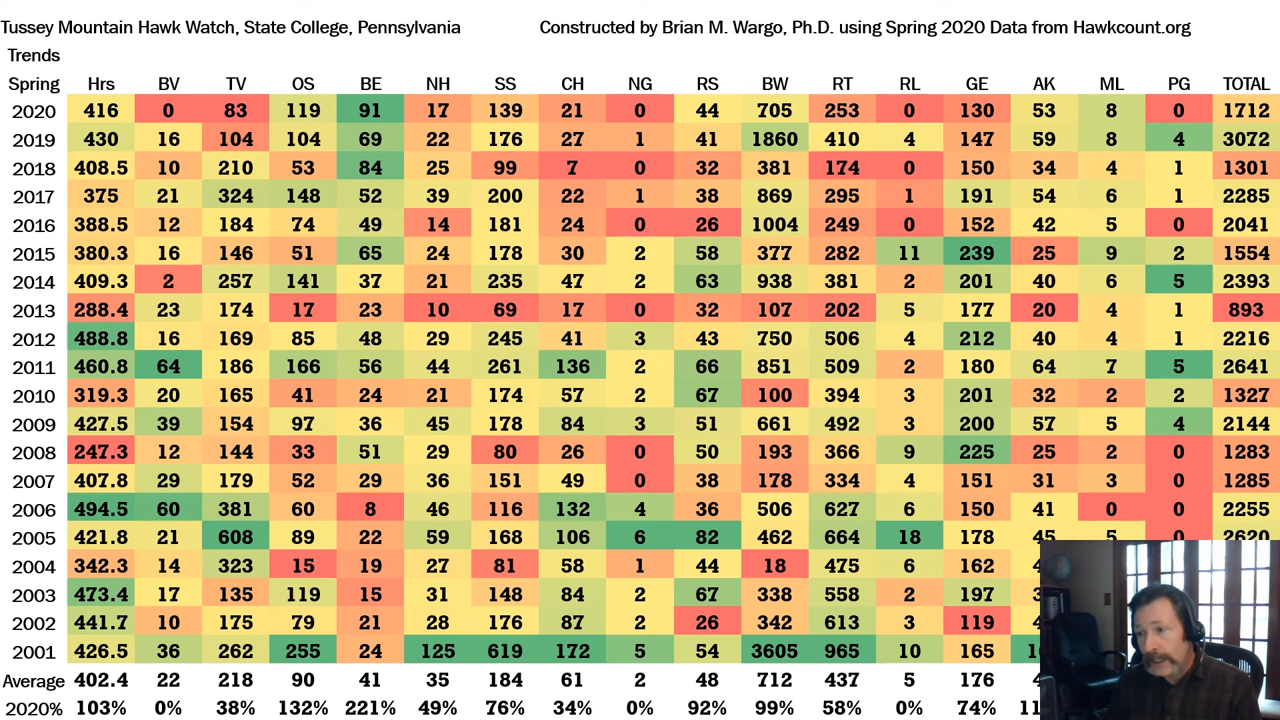 Tussey Mountain Hawk Watch, State College, Pennsylvania Constructed by Brian M. Wargo, Ph.D. using Spring 2020 Data from Hawkcount.org
Trends
Spring Hrs BV TV OS BE NH SS CH NG RS BW RT RL GE AK ML PG TOTAL
2020 416 0 83 119 91 17 139 21 0 44 705 253 0 130 53 8 0 1712
2019 430 16 104 104 69 22 176 27 1 41 1860 410 4 147 59 8 4 3072
2018 408.5 10 210 53 84 25 99 7 0 32 381 174 0 150 34 4 1 1301
2017 375 21 324 148 52 39 200 22 1 38 869 295 1 191 54 6 1 2285
2016 388.5 12 184 74 49 14 181 24 0 26 1004 249 0 152 42 5 0 2041
2015 380.3 16 146 51 65 24 178 30 2 58 377 282 11 239 25 9 2 1554
2014 409.3 2 257 141 37 21 235 47 2 63 938 381 2 201 40 6 5 2393
2013 288.4 23 174 17 23 10 69 17 0 32 107 202 5 177 20 4 1 893
2012 488.8 16 169 85 48 29 245 41 3 43 750 506 4 212 40 4 1 2216
2011 460.8 64 186 166 56 44 261 136 2 66 851 509 2 180 64 7 5 2641
2010 319.3 20 165 41 24 21 174 57 2 67 100 394 3 201 32 2 2 1327
2009 427.5 39 154 97 36 45 178 84 3 51 661 492 3 200 57 5 4 2144
2008 247.3 12 144 33 51 29 80 26 0 50 193 366 9 225 25 2 0 1283
2007 407.8 29 179 52 29 36 151 49 0 38 178 334 4 151 31 3 0 1285
2006 494.5 60 381 60 8 46 116 132 4 36 506 627 6 150 41 0 0 2255
2005 421.8 21 608 89 22 59 168 106 6 82 462 664 18 178 45 5 0 2620
2004 342.3 14 323 15 19 27 81 58 1 44 18 475 6 162
2003 473.4 17 135 119 15 31 148 84 2 67 338 558 2 197
2002 441.7 10 175 79 21 28 176 87 2 26 342 613 3 119
2001 426.5 36 262 255 24 125 619 172 5 54 3605 965 10 165
Average 402.4 22 218 90 41 35 184 61 2 48 712 437 5 176
2020% 103% 0% 38% 132% 221% 49% 76% 34% 0% 92% 99% 58% 0% 74%